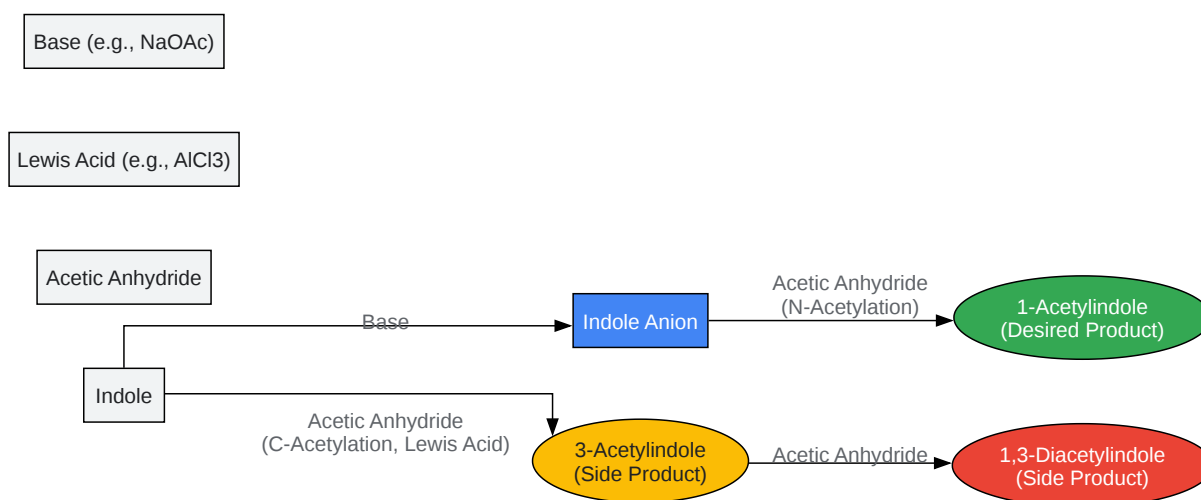 Base (e.g., NaOAc)
Lewis Acid (e.g., AlCl3)
Acetic Anhydride
Base
Indole Anion
Acetic Anhydride
(N-Acetylation)
1-Acetylindole
(Desired Product)
Indole
Acetic Anhydride
(C-Acetylation, Lewis Acid)
3-Acetylindole
(Side Product)
Acetic Anhydride
1,3-Diacetylindole
(Side Product)